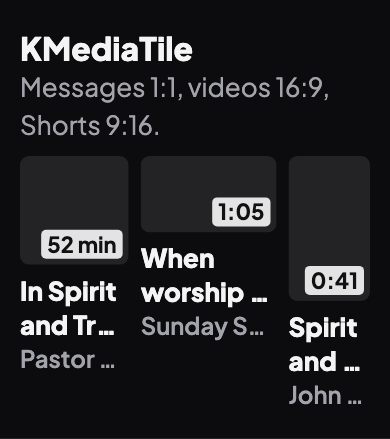 KMediaTile
Messages 1:1, videos 16:9,
Shorts 9:16.
52 min
In Spirit
and Tr...
Pastor ...
1:05
When
worship ...
Sunday S...
0:41
Spirit
and ...
John ...